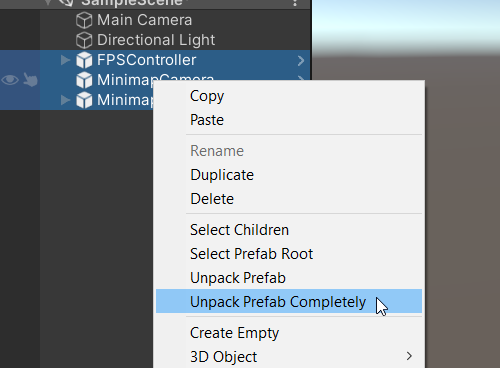 SampleScene*
Main Camera
Directional Light
FPSController
MinimapCamera
Minimap
Copy
Paste
Rename
Duplicate
Delete
Select Children
Select Prefab Root
Unpack Prefab
Unpack Prefab Completely
Create Empty
3D Object